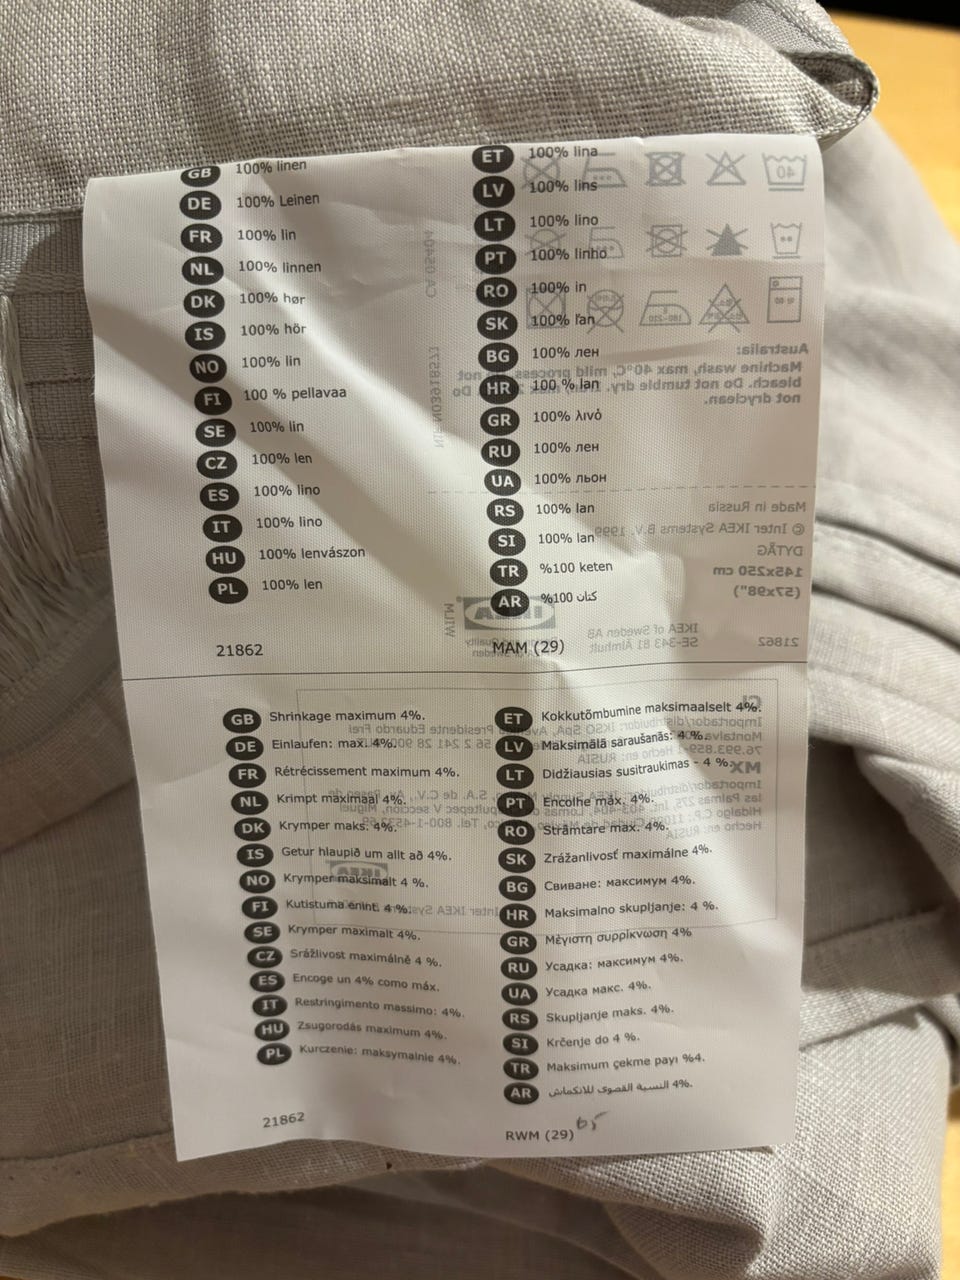 GB 100% linen
DE 100% Leinen
FR 100% lin
NL 100% linnen
DK 100% hør
IS 100% hör
NO 100% lin
FI 100 % pellavaa
SE 100% lin
CZ 100% len
ES 100% lino
IT 100% lino
HU 100% lenvászon
PL 100% len
21862
ET 100% lina
LV 100% lins
LT 100% lino
PT 100% linho
RO 100% in
SK 100% ľan
BG 100% лен
HR 100 % lan
GR 100% λινό
RU 100% лен
UA 100% льон
RS 100% lan
SI 100% lan
TR %100 keten
AR %100 كتان
MAM (29)
40
Australia:
Machine wash, max 40°C, mild process. Do not
bleach. Do not tumble dry. Iron, max Do
not dryclean.
Made in Russia
© Inter IKEA Systems B.V. 1999
DYTÅG
145x250 cm
(57x98")
21862
IKEA of Sweden AB
SE-343 81 Älmhult
IKEA
GB Shrinkage maximum 4%.
DE Einlaufen: max. 4%.
FR Rétrécissement maximum 4%.
NL Krimpt maximaal 4%.
DK Krymper maks. 4%.
IS Getur hlaupið um allt að 4%.
NO Krymper maksimalt 4 %.
FI Kutistuma enint. 4 %.
SE Krymper maximalt 4%.
CZ Srážlivost maximálně 4 %.
ES Encoge un 4% como máx.
IT Restringimento massimo: 4%.
HU Zsugorodás maximum 4%.
PL Kurczenie: maksymalnie 4%.
21862
ET Kokkutõmbumine maksimaalselt 4%.
LV Maksimālā saraušanās: 4 %.
LT Didžiausias susitraukimas - 4 %.
PT Encolhe máx. 4%.
RO Strâmtare max. 4%.
SK Zrážanlivosť maximálne 4%.
BG Свиване: максимум 4%.
HR Maksimalno skupljanje: 4 %.
GR Μέγιστη συρρίκνωση 4%
RU Усадка: максимум 4%.
UA Усадка макс. 4%.
RS Skupljanje maks. 4%.
SI Krčenje do 4 %.
TR Maksimum çekme payı %4.
AR النسبة القصوى للانكماش 4%.
RWM (29)